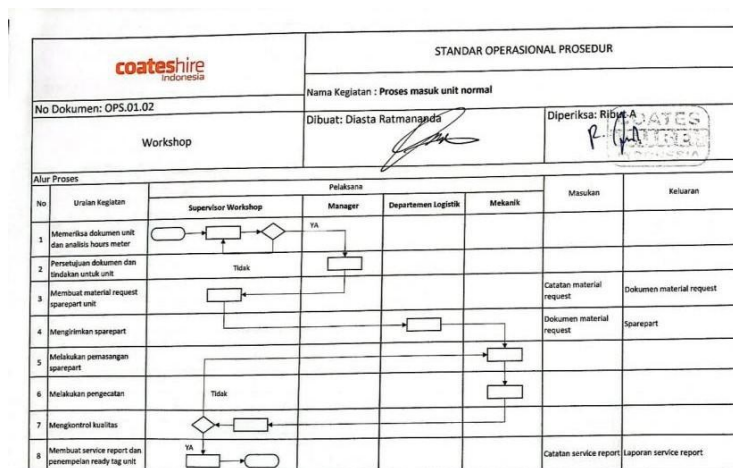 coateshire
Indonesia
STANDAR OPERASIONAL PROSEDUR
Nama Kegiatan : Proses masuk unit normal
No Dokumen: OPS.01.02
Workshop
Dibuat: Diasta Ratmananda
Diperiksa: Ribut A
COATES
INDONESIA
Alur Proses
No
Uraian Kegiatan
Pelaksana
Masukan
Keluaran
Supervisor Workshop
Manager
Departemen Logistik
Mekanik
1
Memeriksa dokumen unit
dan analisis hours meter
YA
2
Persetujuan dokumen dan
tindakan untuk unit
Tidak
3
Membuat material request
sparepart unit
Catatan material
request
Dokumen material request
4
Mengirimkan sparepart
Dokumen material
request
Sparepart
5
Melakukan pemasangan
sparepart
6
Melakukan pengecatan
Tidak
7
Mengkontrol kualitas
8
Membuat service report dan
penempelan ready tag unit
YA
Catatan service report
Laporan service report